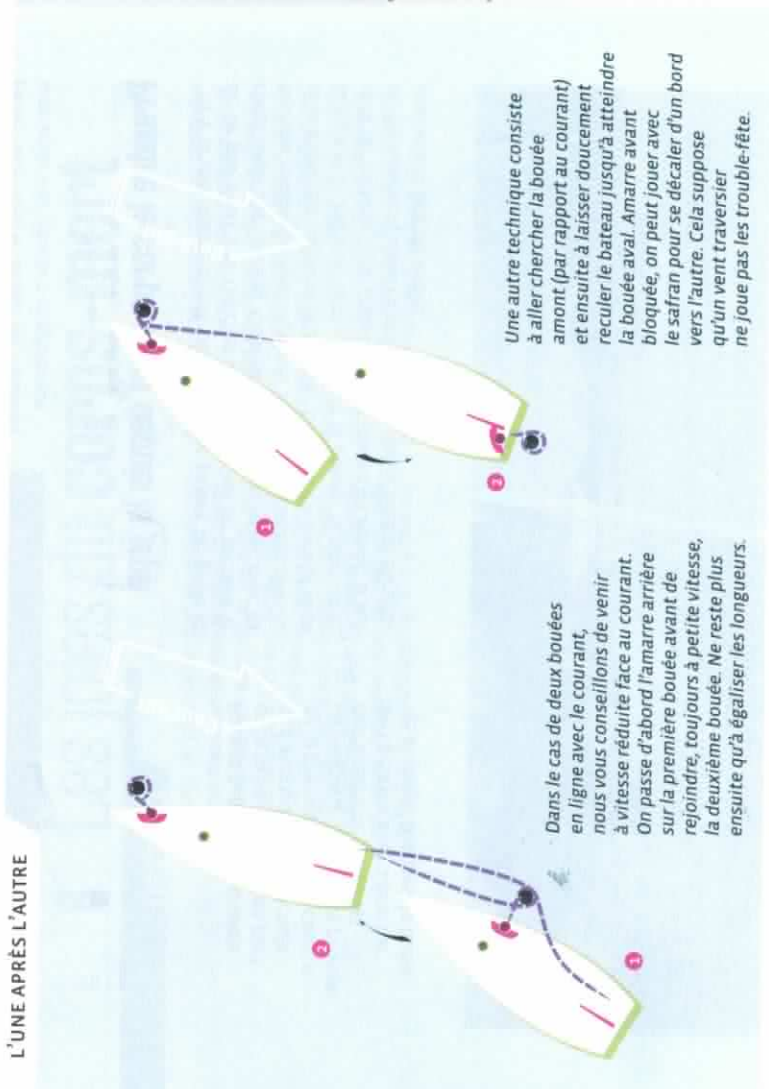 L'UNE APRÈS L'AUTRE
Dans le cas de deux bouées
en ligne avec le courant,
nous vous conseillons de venir
à vitesse réduite face au courant.
On passe d'abord l'amarre arrière
sur la première bouée avant de
rejoindre, toujours à petite vitesse,
la deuxième bouée. Ne reste plus
ensuite qu'à égaliser les longueurs.
1
2
Une autre technique consiste
à aller chercher la bouée
amont (par rapport au courant)
et ensuite à laisser doucement
reculer le bateau jusqu'à atteindre
la bouée aval. Amarre avant
bloquée, on peut jouer avec
le safran pour se décaler d'un bord
vers l'autre. Cela suppose
qu'un vent traversier
ne joue pas les trouble-fête.
1
2